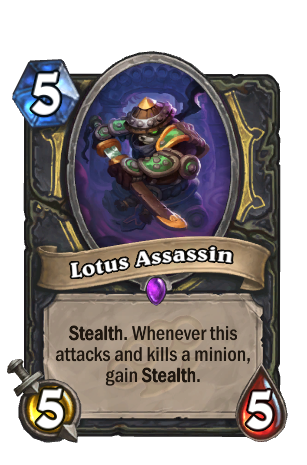 5
Lotus Assassin
Stealth. Whenever this
attacks and kills a minion,
gain Stealth.
5
5